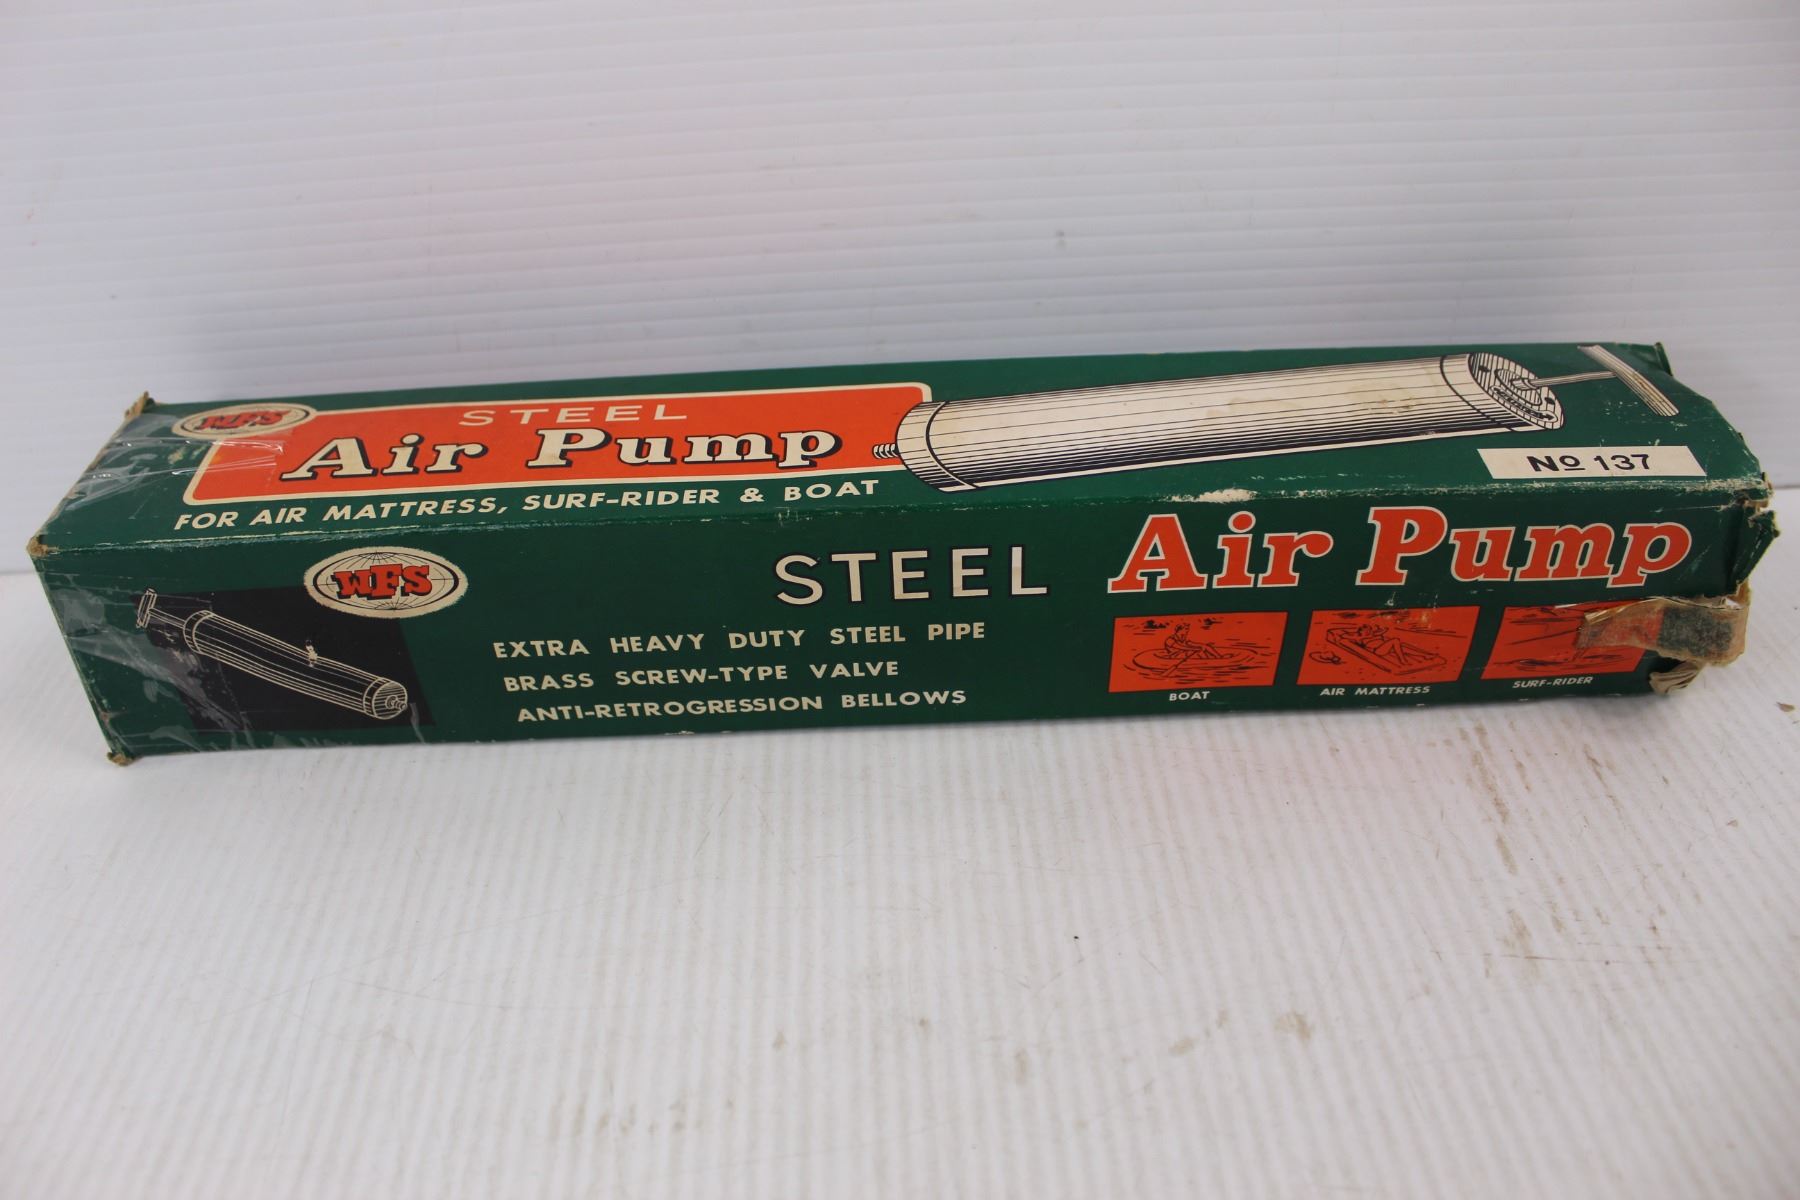 WFS
STEEL
Air Pump
FOR AIR MATTRESS, SURF-RIDER & BOAT
No 137
WFS
STEEL Air Pump
EXTRA HEAVY DUTY STEEL PIPE
BRASS SCREW-TYPE VALVE
ANTI-RETROGRESSION BELLOWS
BOAT
AIR MATTRESS
SURF-RIDER